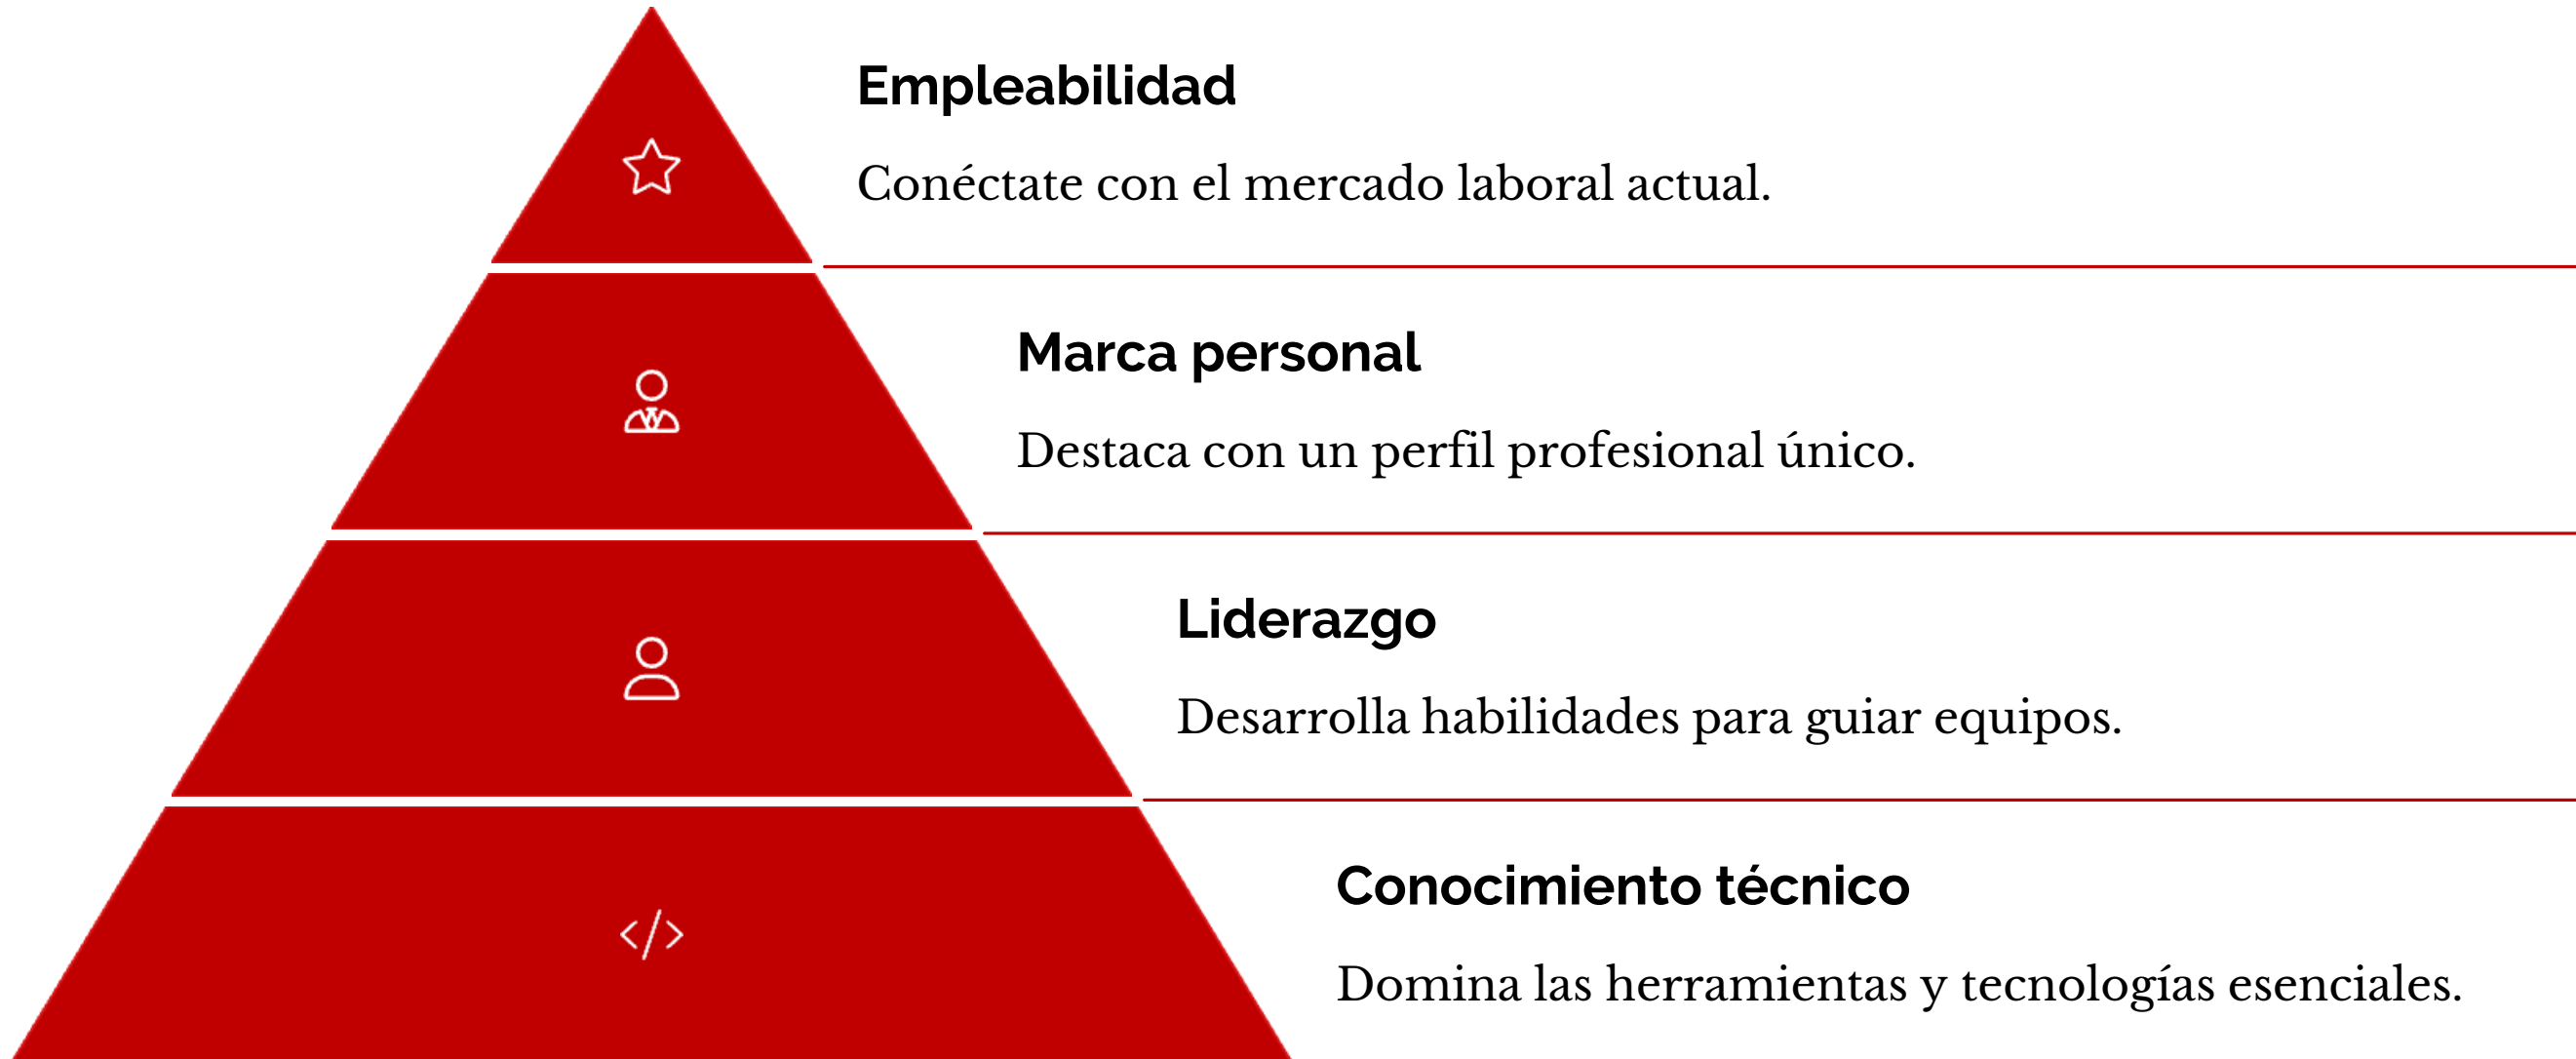 Empleabilidad
Conéctate con el mercado laboral actual.
Marca personal
Destaca con un perfil profesional único.
Liderazgo
Desarrolla habilidades para guiar equipos.
Conocimiento técnico
Domina las herramientas y tecnologías esenciales.